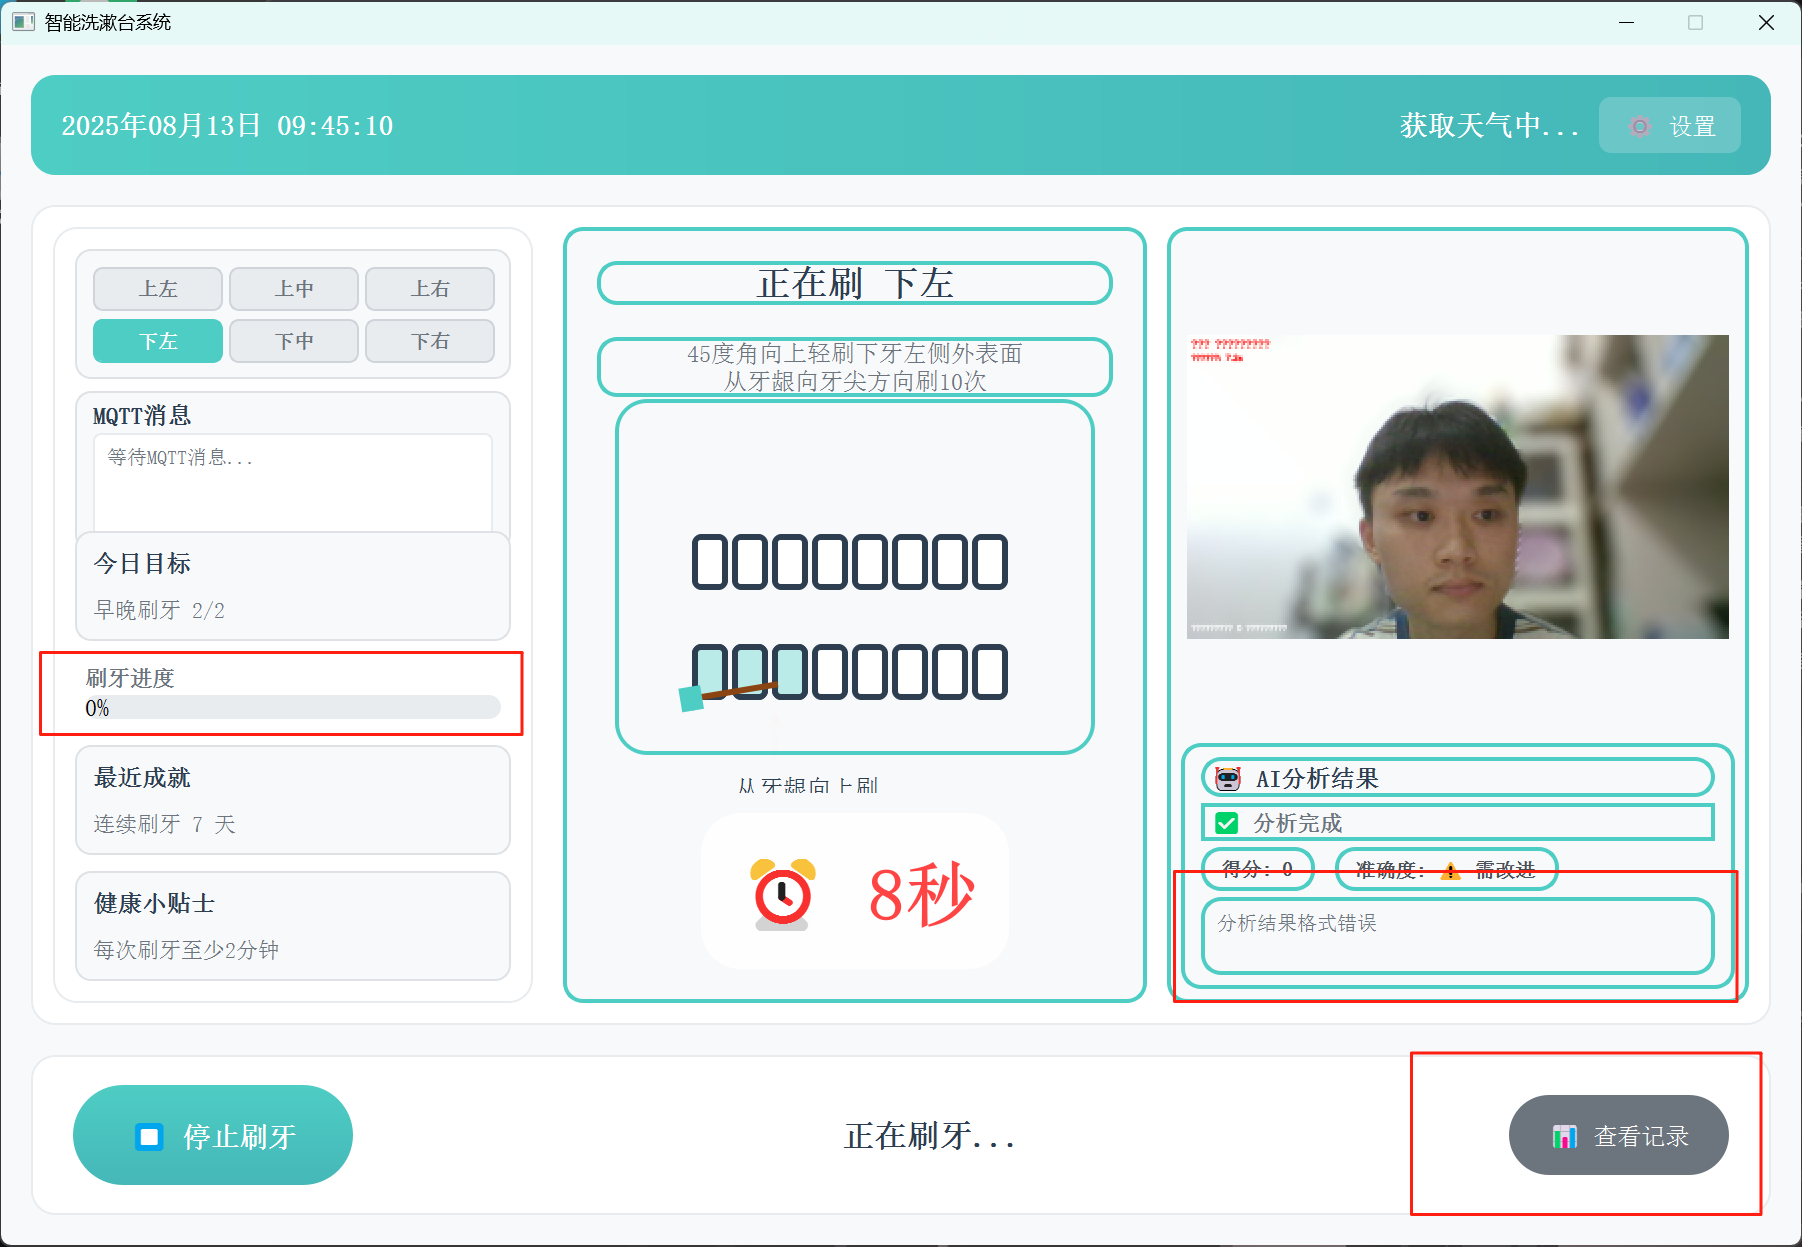 智能洗漱台系统
2025年08月13日 09:45:10
获取天气中...
设置
上左
上中
上右
下左
下中
下右
MQTT消息
等待MQTT消息...
今日目标
早晚刷牙 2/2
刷牙进度
0%
最近成就
连续刷牙 7 天
健康小贴士
每次刷牙至少2分钟
正在刷 下左
45度角向上轻刷下牙左侧外表面
从牙龈向牙尖方向刷10次
从牙龈向上刷
8秒
AI分析结果
分析完成
得分: 0
准确度: ⚠️ 需改进
分析结果格式错误
停止刷牙
正在刷牙...
查看记录